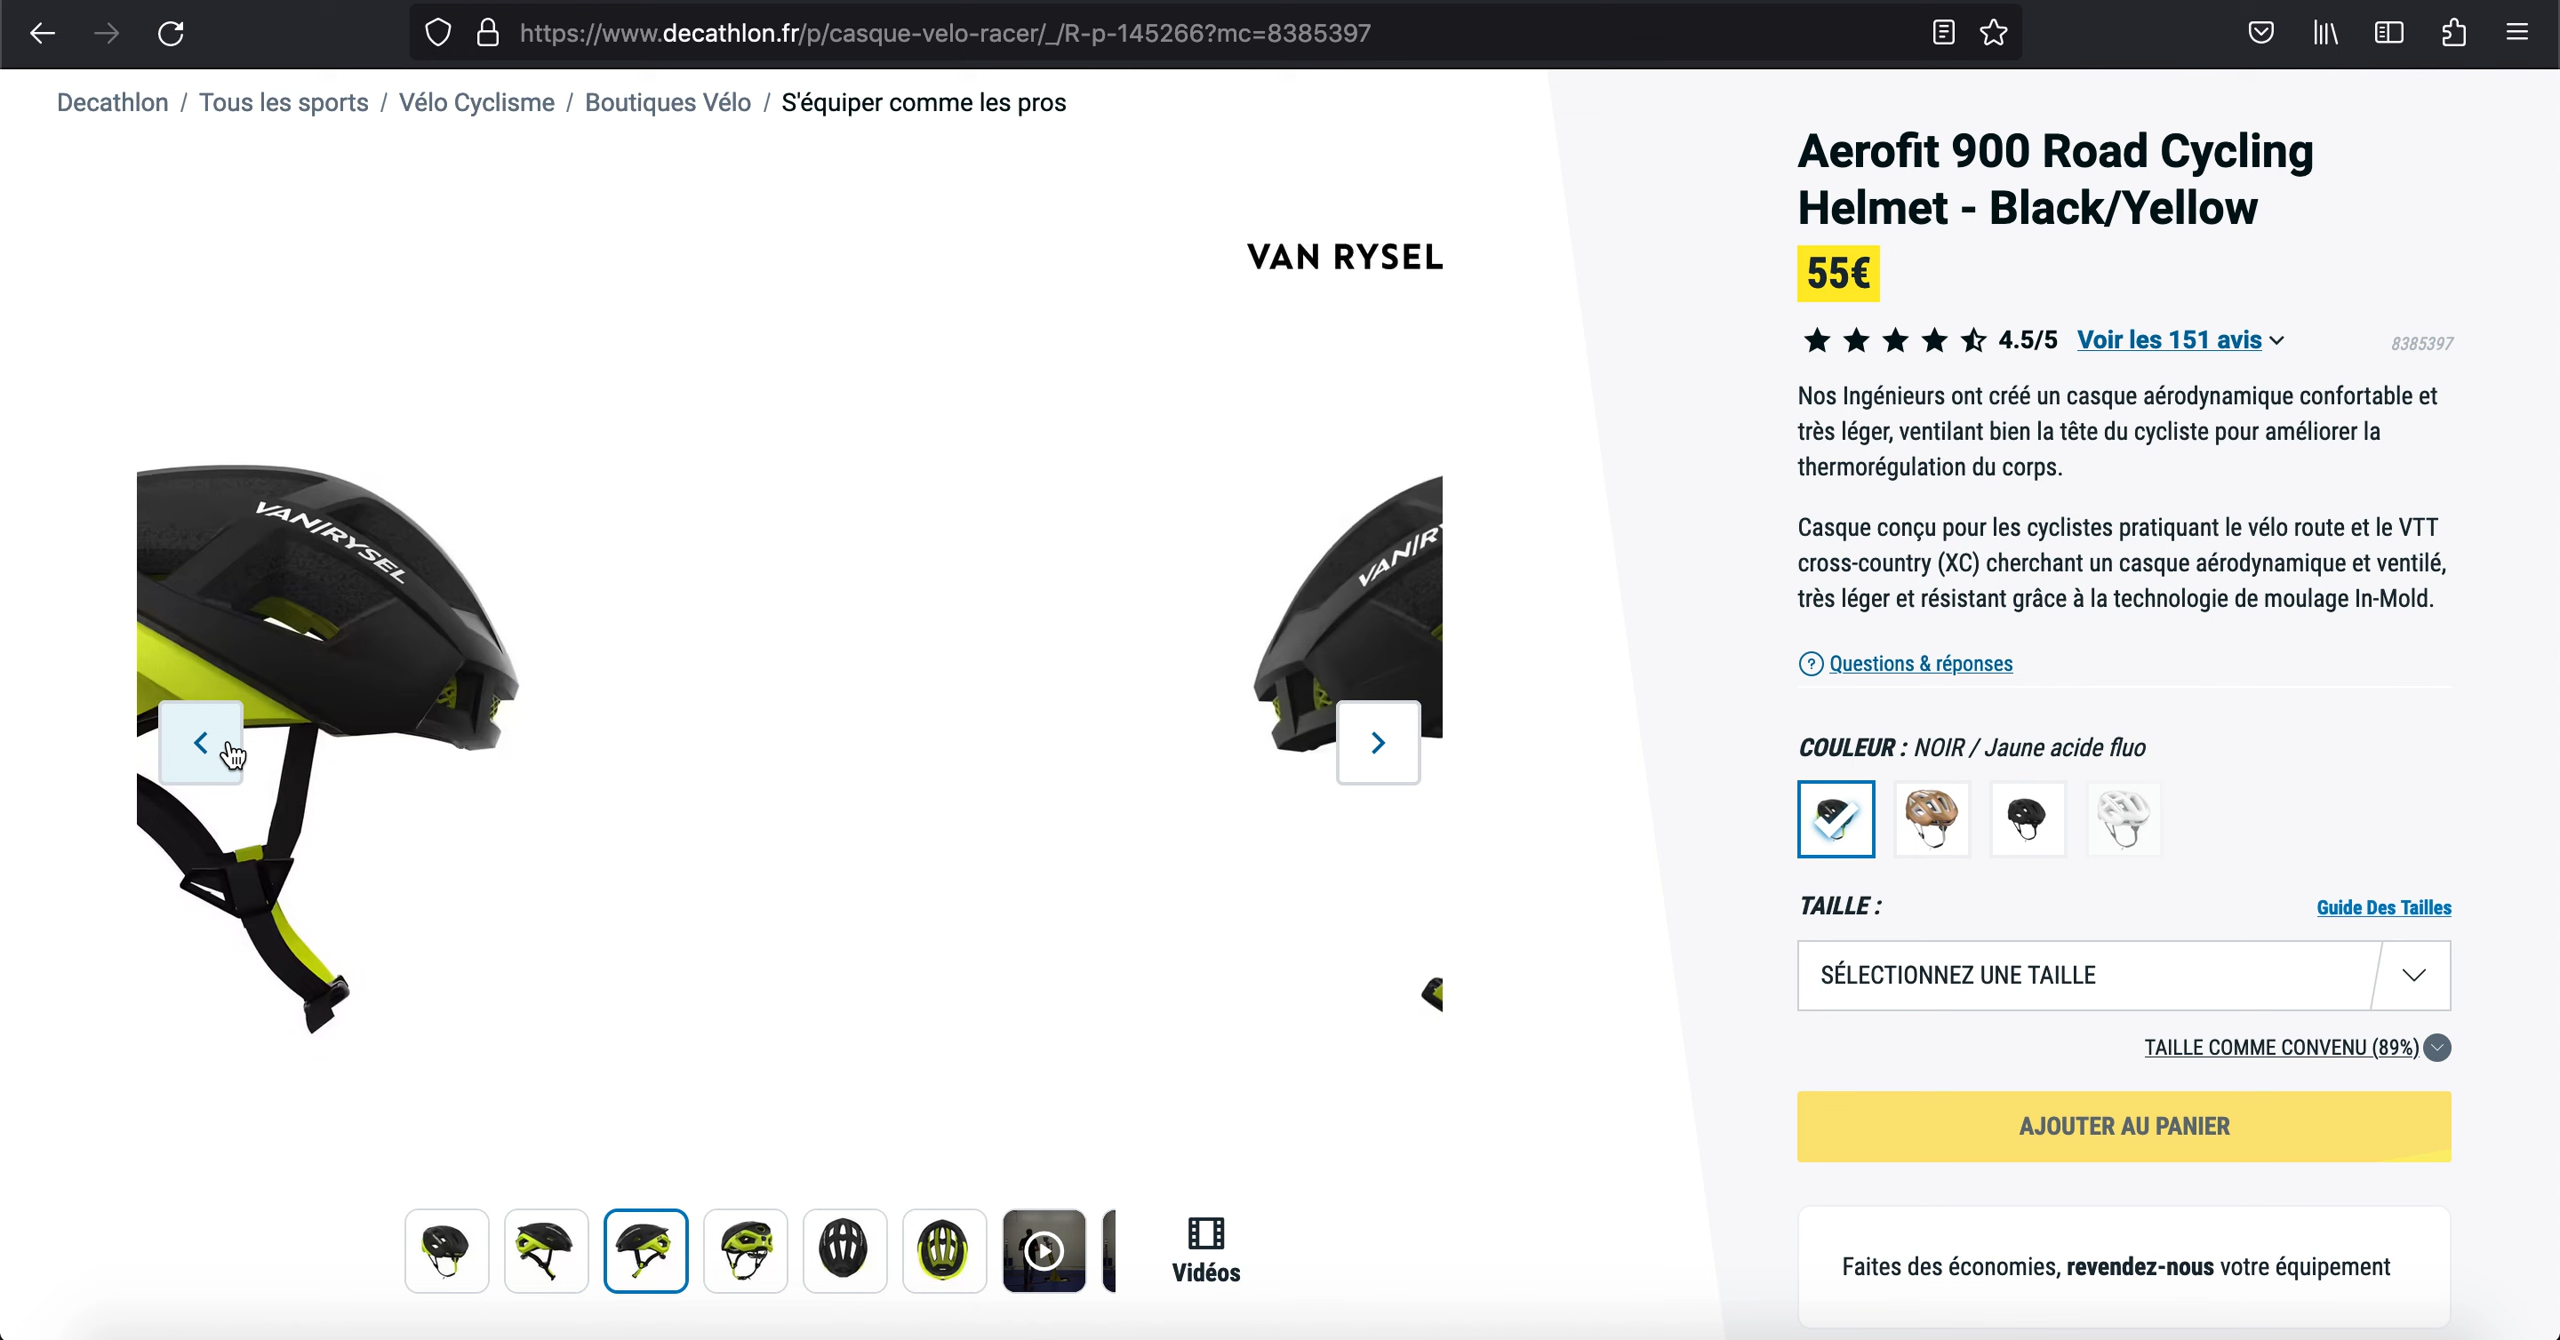 https://www.decathlon.fr/p/casque-velo-racer/_/R-p-145266?mc=8385397
Decathlon / Tous les sports / Vélo Cyclisme / Boutiques Vélo / S'équiper comme les pros
VAN RYSEL
VAN/RYSEL
VAN/R
Vidéos
Aerofit 900 Road Cycling
Helmet - Black/Yellow
55€
4.5/5 Voir les 151 avis
8385397
Nos Ingénieurs ont créé un casque aérodynamique confortable et
très léger, ventilant bien la tête du cycliste pour améliorer la
thermorégulation du corps.
Casque conçu pour les cyclistes pratiquant le vélo route et le VTT
cross-country (XC) cherchant un casque aérodynamique et ventilé,
très léger et résistant grâce à la technologie de moulage In-Mold.
? Questions & réponses
COULEUR : NOIR / Jaune acide fluo
TAILLE :
Guide Des Tailles
SÉLECTIONNEZ UNE TAILLE
TAILLE COMME CONVENU (89%)
AJOUTER AU PANIER
Faites des économies, revendez-nous votre équipement